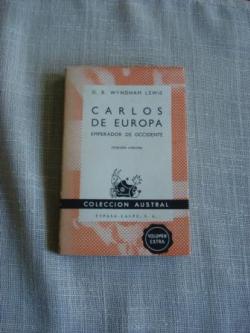 D. B. WYNDHAM LEWIS
CARLOS
DE EUROPA
EMPERADOR DE OCCIDENTE
COLECCION AUSTRAL
ESPASA-CALPE, S. A.
VOLUMEN
EXTRA